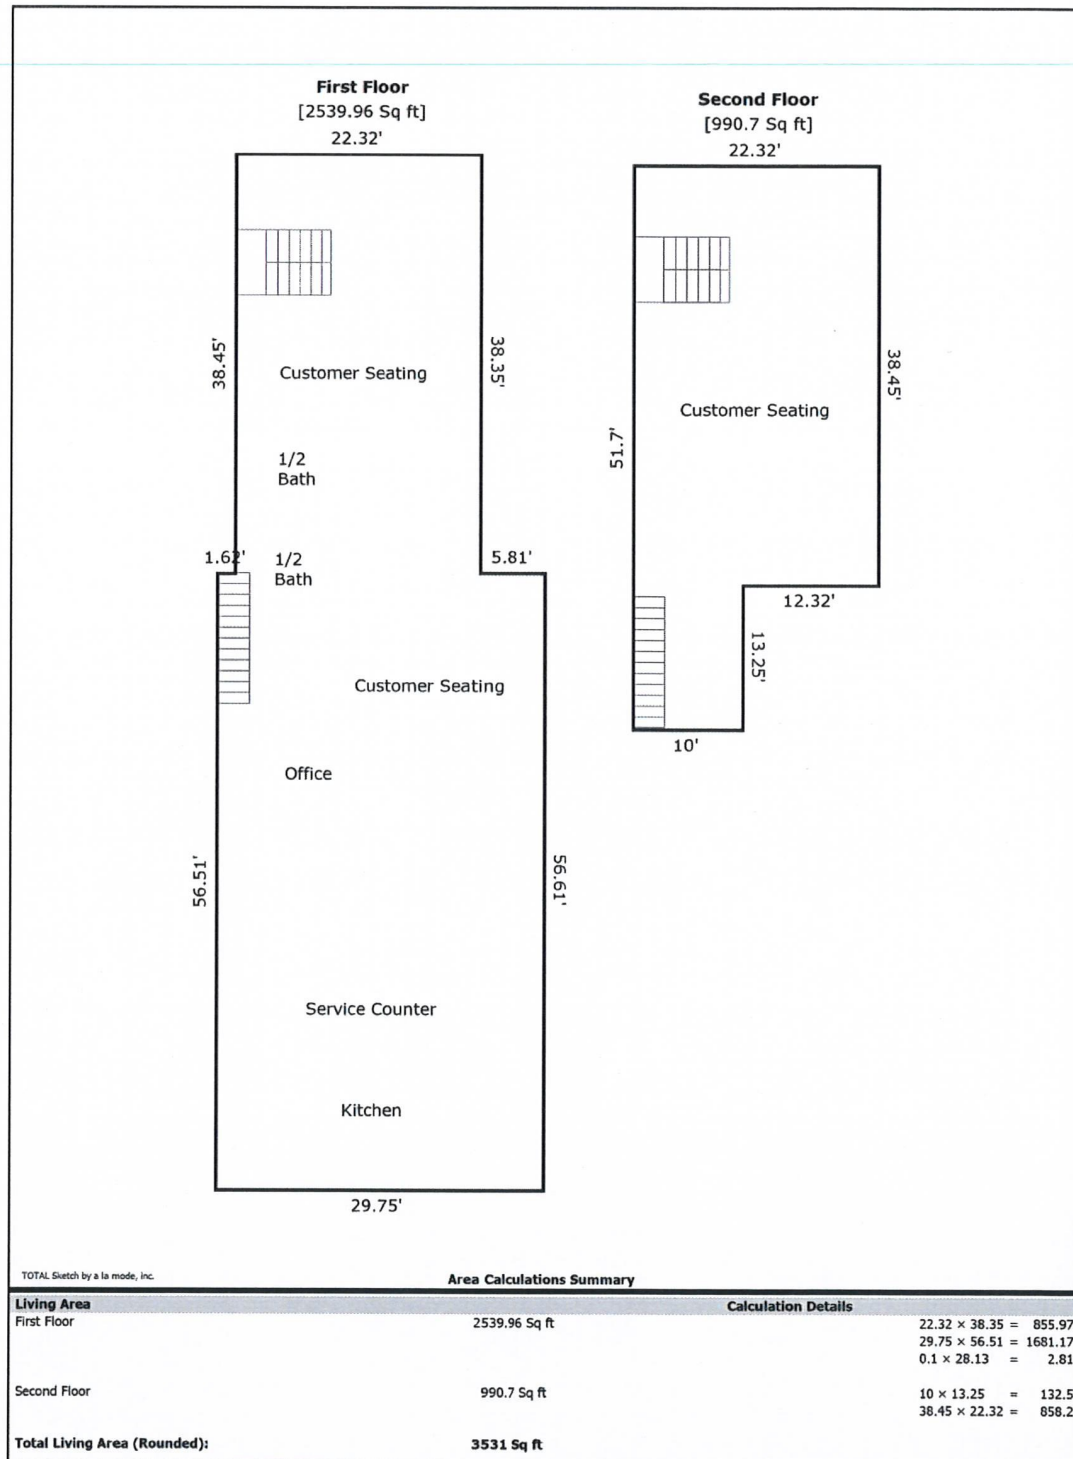 First Floor
[2539.96 Sq ft]
22.32'
38.45'
38.35'
Customer Seating
1/2
Bath
1.62'
1/2
Bath
5.81'
Customer Seating
Office
56.51'
56.61'
Service Counter
Kitchen
29.75'
Second Floor
[990.7 Sq ft]
22.32'
38.45'
Customer Seating
51.7'
12.32'
13.25'
10'
TOTAL Sketch by a la mode, inc.
Area Calculations Summary
Living Area Calculation Details
First Floor 2539.96 Sq ft 22.32 × 38.35 = 855.97
29.75 × 56.51 = 1681.17
0.1 × 28.13 = 2.81
Second Floor 990.7 Sq ft 10 × 13.25 = 132.5
38.45 × 22.32 = 858.2
Total Living Area (Rounded): 3531 Sq ft